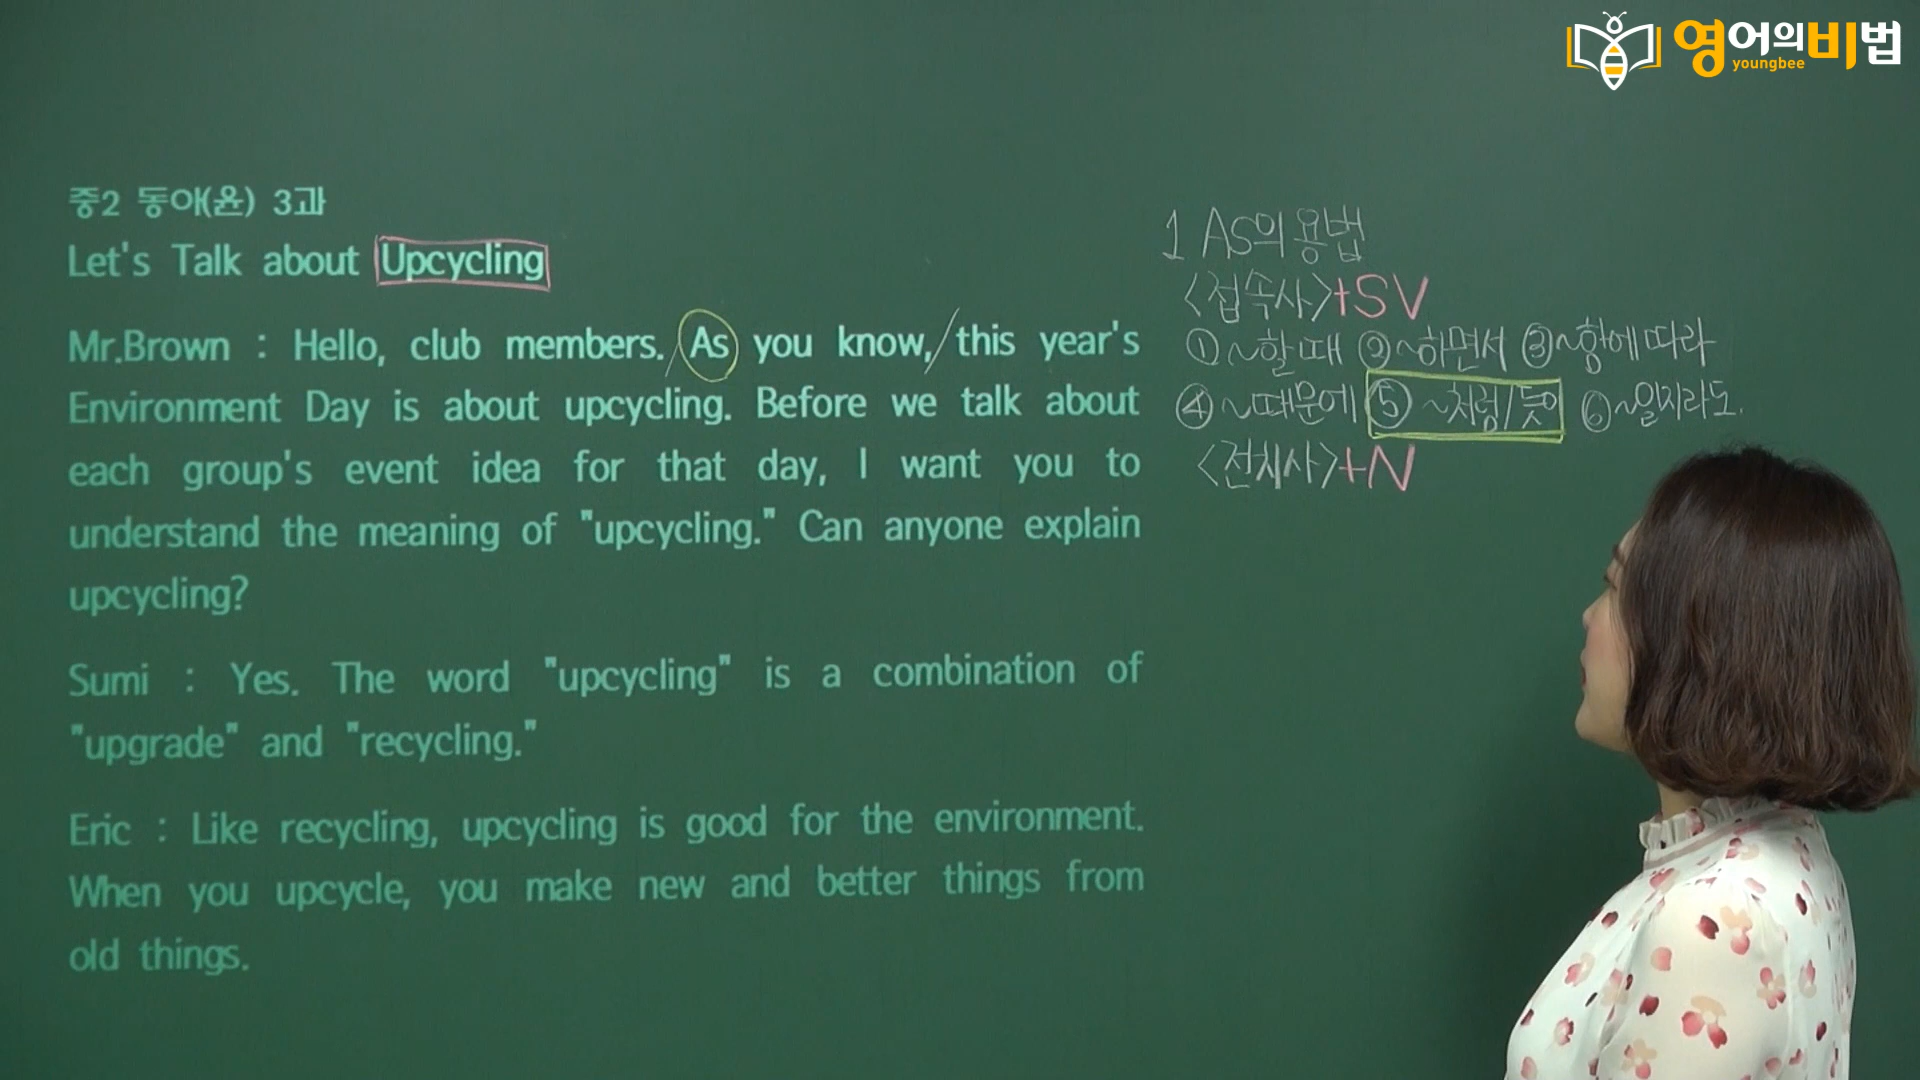 영어의비법
youngbee
중2 동아(윤) 3과
Let's Talk about Upcycling
Mr.Brown : Hello, club members. As you know, this year's
Environment Day is about upcycling. Before we talk about
each group's event idea for that day, I want you to
understand the meaning of "upcycling." Can anyone explain
upcycling?
Sumi : Yes. The word "upcycling" is a combination of
"upgrade" and "recycling."
Eric : Like recycling, upcycling is good for the environment.
When you upcycle, you make new and better things from
old things.
1 As의 용법
<접속사>+SV
① ~할 때 ② ~하면서 ③ ~함에 따라
④ ~때문에 ⑤ ~처럼/듯이 ⑥ ~일지라도.
<전치사>+N